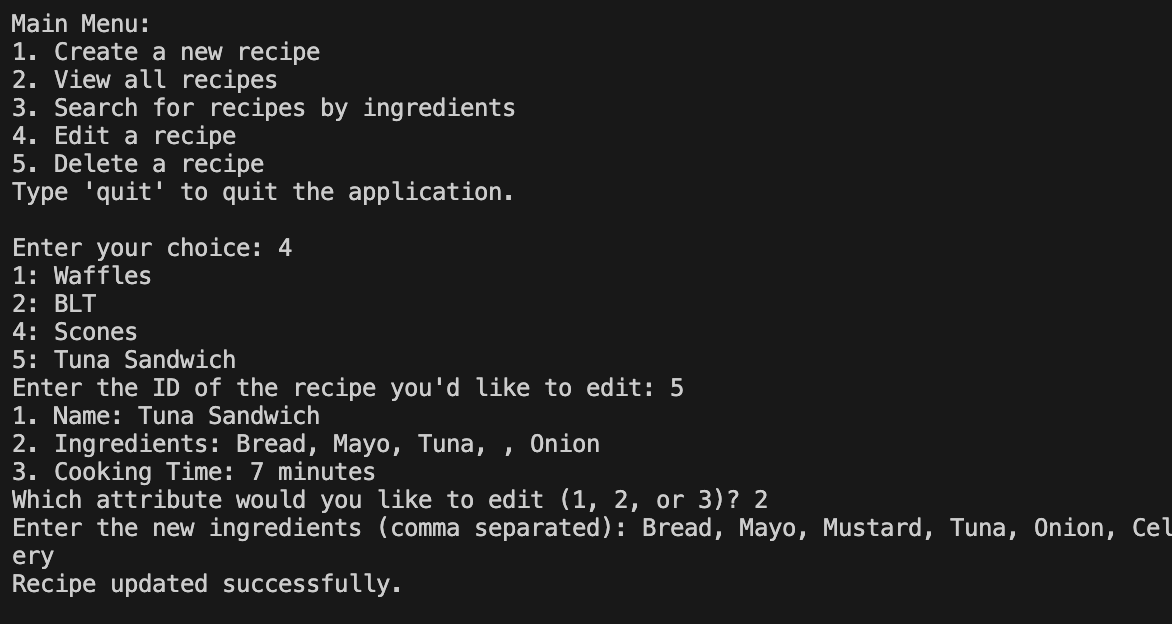 Main Menu:
1. Create a new recipe
2. View all recipes
3. Search for recipes by ingredients
4. Edit a recipe
5. Delete a recipe
Type 'quit' to quit the application.
Enter your choice: 4
1: Waffles
2: BLT
4: Scones
5: Tuna Sandwich
Enter the ID of the recipe you'd like to edit: 5
1. Name: Tuna Sandwich
2. Ingredients: Bread, Mayo, Tuna, , Onion
3. Cooking Time: 7 minutes
Which attribute would you like to edit (1, 2, or 3)? 2
Enter the new ingredients (comma separated): Bread, Mayo, Mustard, Tuna, Onion, Cel
ery
Recipe updated successfully.